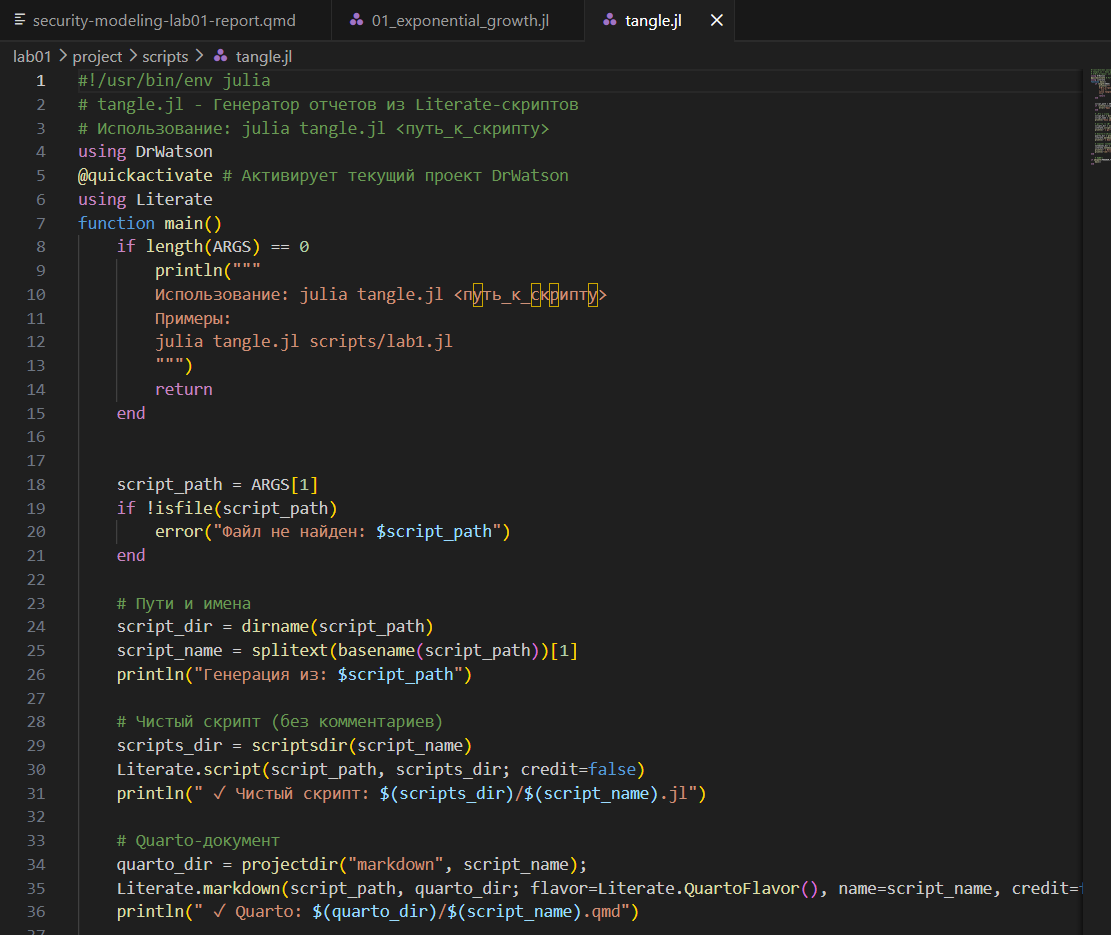 security-modeling-lab01-report.qmd 01_exponential_growth.jl tangle.jl
lab01 > project > scripts > tangle.jl
1 #!/usr/bin/env julia
2 # tangle.jl - Генератор отчетов из Literate-скриптов
3 # Использование: julia tangle.jl <путь_к_скрипту>
4 using DrWatson
5 @quickactivate # Активирует текущий проект DrWatson
6 using Literate
7 function main()
8     if length(ARGS) == 0
9         println("""
10         Использование: julia tangle.jl <путь_к_скрипту>
11         Примеры:
12         julia tangle.jl scripts/lab1.jl
13         """)
14         return
15     end
16
17
18     script_path = ARGS[1]
19     if !isfile(script_path)
20         error("Файл не найден: $script_path")
21     end
22
23     # Пути и имена
24     script_dir = dirname(script_path)
25     script_name = splitext(basename(script_path))[1]
26     println("Генерация из: $script_path")
27
28     # Чистый скрипт (без комментариев)
29     scripts_dir = scriptsdir(script_name)
30     Literate.script(script_path, scripts_dir; credit=false)
31     println(" ✓ Чистый скрипт: $(scripts_dir)/$(script_name).jl")
32
33     # Quarto-документ
34     quarto_dir = projectdir("markdown", script_name);
35     Literate.markdown(script_path, quarto_dir; flavor=Literate.QuartoFlavor(), name=script_name, credit=
36     println(" ✓ Quarto: $(quarto_dir)/$(script_name).qmd")
37